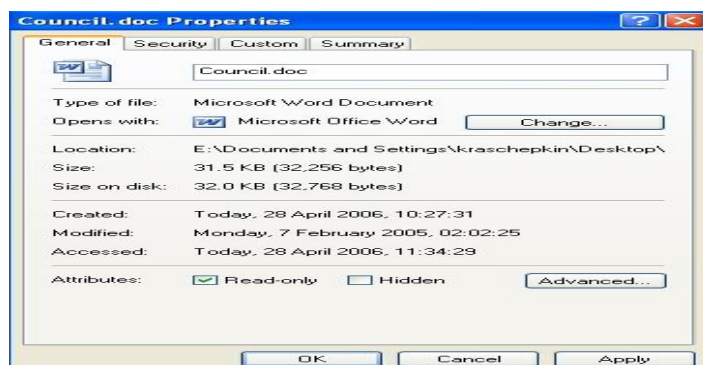 Council.doc Properties
General Security Custom Summary
Council.doc
Type of file: Microsoft Word Document
Opens with: Microsoft Office Word Change...
Location: E:\Documents and Settings\kraschepkin\Desktop\
Size: 31.5 KB (32,256 bytes)
Size on disk: 32.0 KB (32,768 bytes)
Created: Today, 28 April 2006, 10:27:31
Modified: Monday, 7 February 2005, 02:02:25
Accessed: Today, 28 April 2006, 11:34:29
Attributes: Read-only Hidden Advanced...
OK Cancel Apply